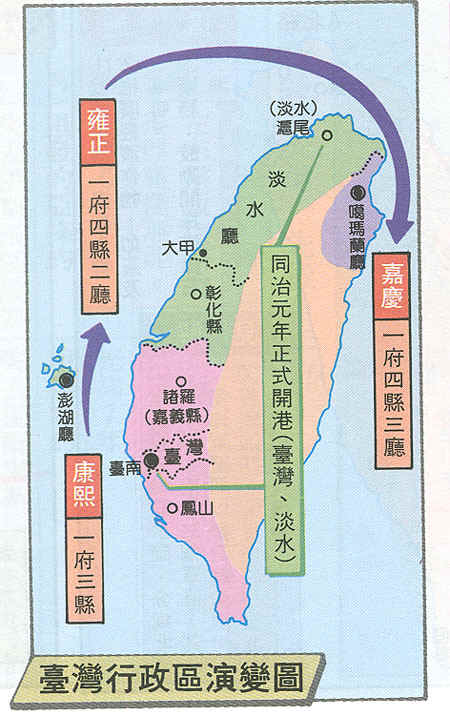 (淡水)
滬尾
雍正
一府四縣二廳
淡水廳
大甲
噶瑪蘭廳
嘉慶
一府四縣三廳
同治元年正式開港(臺灣、淡水)
彰化縣
諸羅
(嘉義縣)
澎湖廳
臺灣
臺南
康熙
一府三縣
鳳山
臺灣行政區演變圖